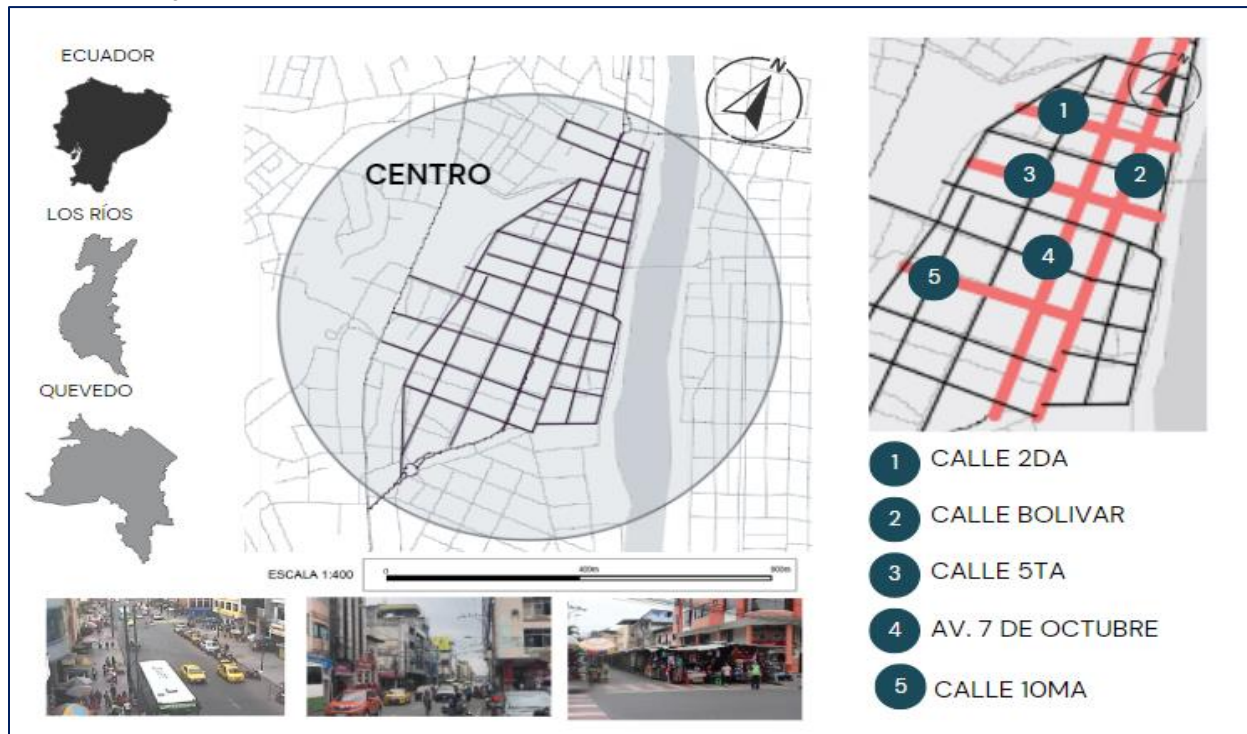 ECUADOR
LOS RÍOS
QUEVEDO
CENTRO
N
ESCALA 1:400
0
400m
800m
N
1
2
3
4
5
1 CALLE 2DA
2 CALLE BOLIVAR
3 CALLE 5TA
4 AV. 7 DE OCTUBRE
5 CALLE 10MA